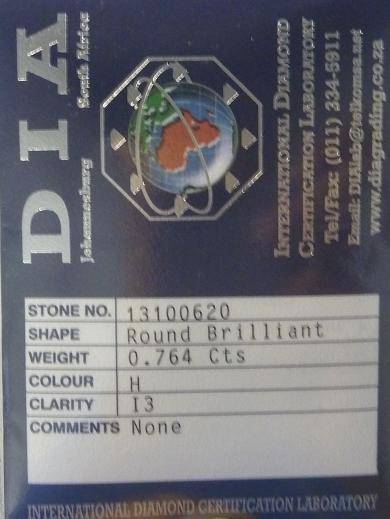 DIA
Johannesburg South Africa
INTERNATIONAL DIAMOND
CERTIFICATION LABORATORY
Tel/Fax: (011) 334-5911
Email: DIAlab@telkomsa.net
www.diagrading.co.za
STONE NO. 13100620
SHAPE Round Brilliant
WEIGHT 0.764 Cts
COLOUR H
CLARITY I3
COMMENTS None
INTERNATIONAL DIAMOND CERTIFICATION LABORATORY